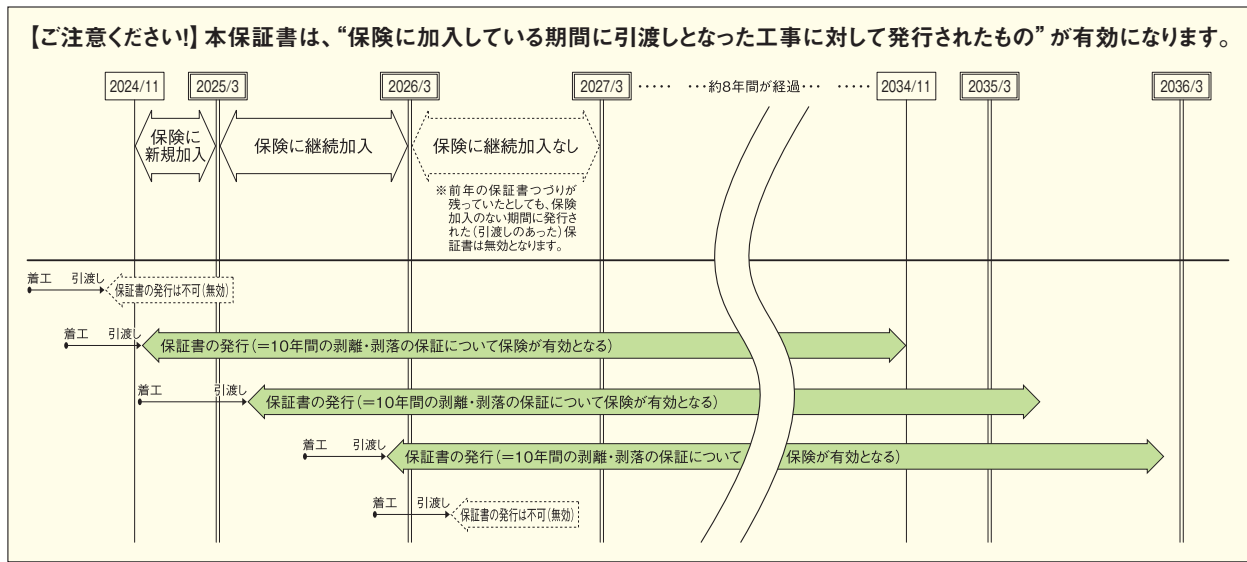 【ご注意ください!】本保証書は、“保険に加入している期間に引渡しとなった工事に対して発行されたもの”が有効になります。
2024/11
2025/3
2026/3
2027/3
‥‥‥ ‥・約8年間が経過・‥ ‥‥‥
2034/11
2035/3
2036/3
保険に
新規加入
保険に継続加入
保険に継続加入なし
※前年の保証書つづりが
残っていたとしても、保険
加入のない期間に発行さ
れた(引渡しのあった)保
証書は無効となります。
着工 引渡し
保証書の発行は不可(無効)
着工 引渡し
保証書の発行(=10年間の剥離・剥落の保証について保険が有効となる)
着工 引渡し
保証書の発行(=10年間の剥離・剥落の保証について保険が有効となる)
着工 引渡し
保証書の発行(=10年間の剥離・剥落の保証について 保険が有効となる)
着工 引渡し
保証書の発行は不可(無効)